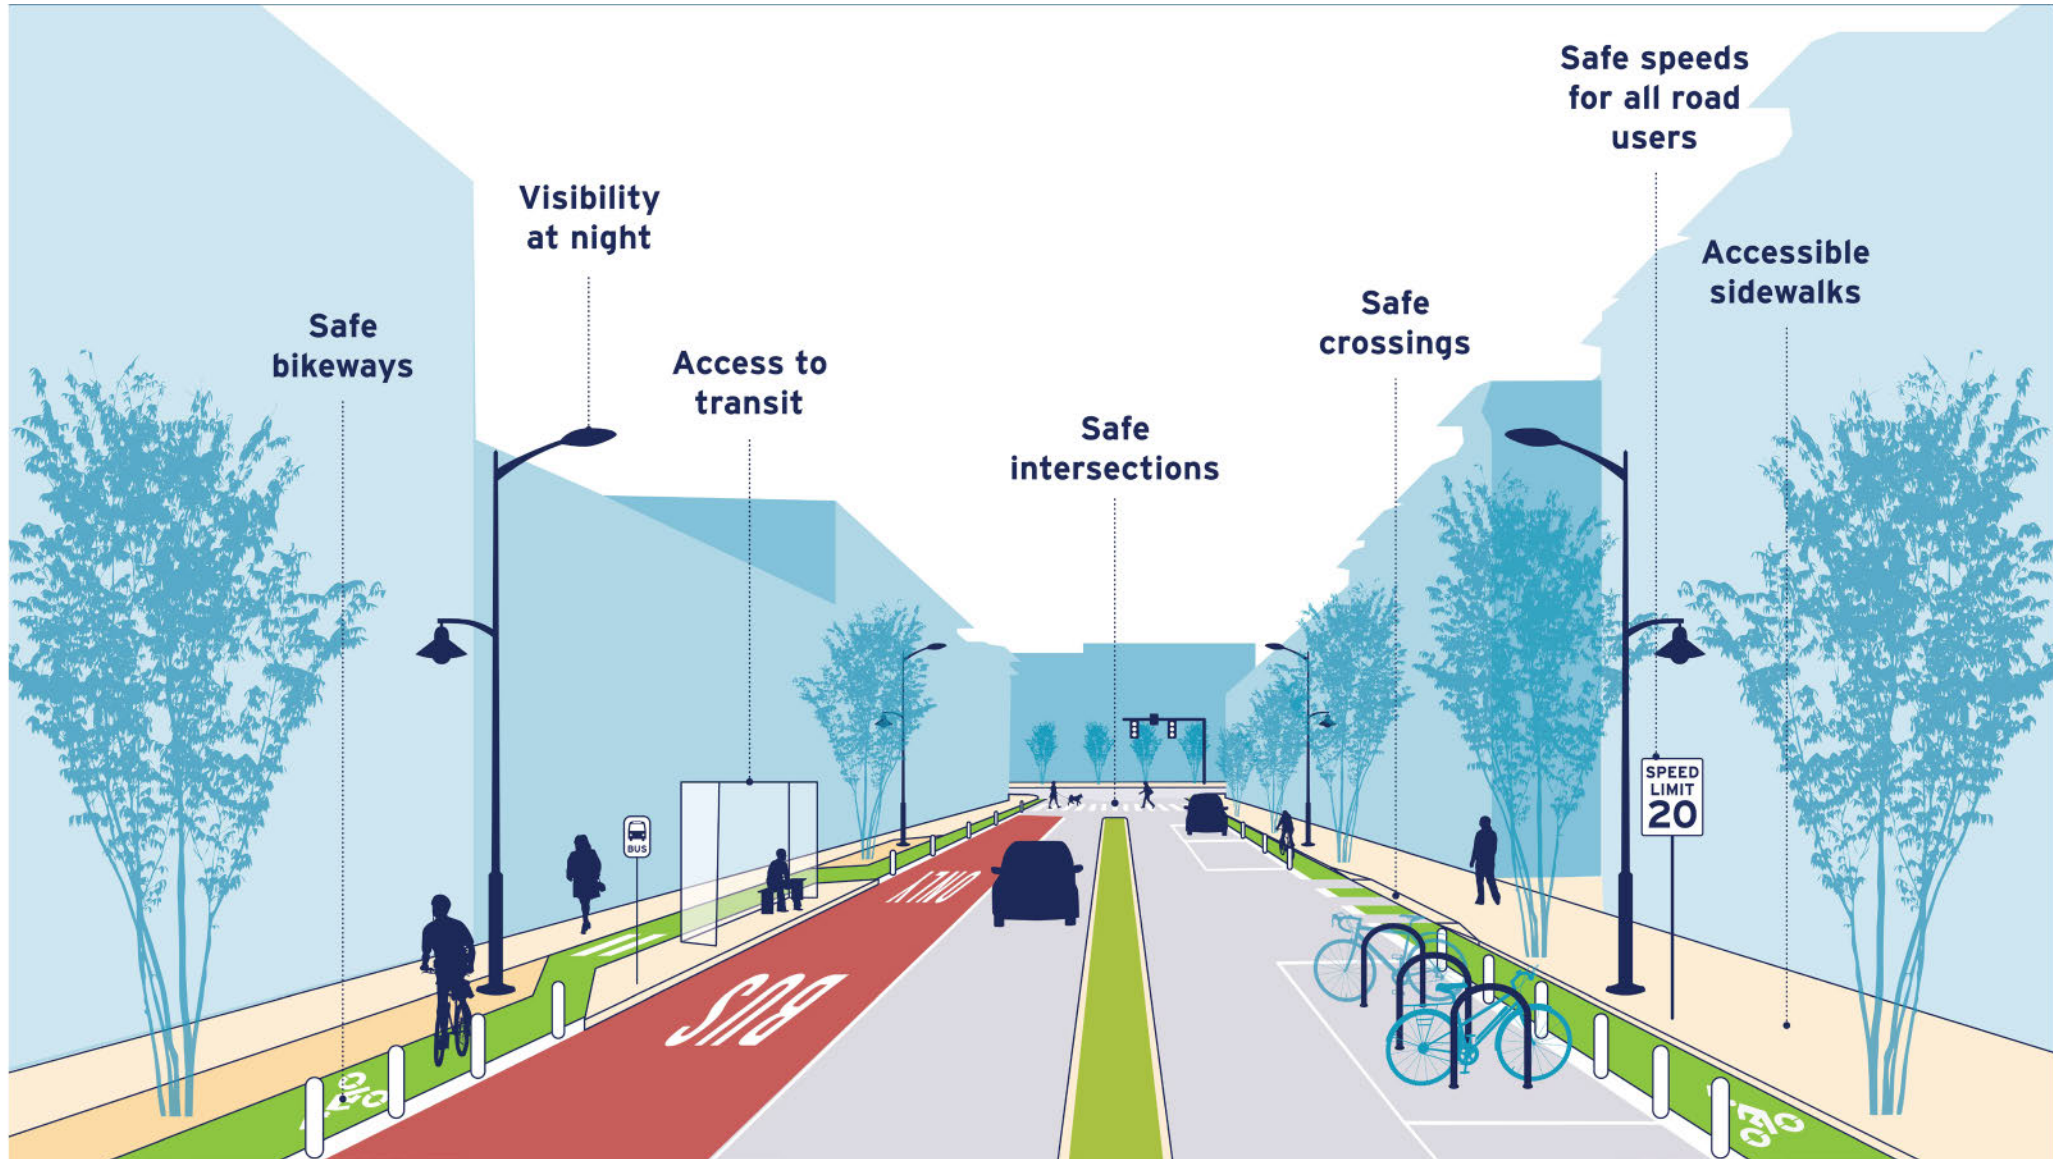 Safe speeds
for all road
users
Visibility
at night
Accessible
sidewalks
Safe
crossings
Safe
bikeways
Access to
transit
Safe
intersections
SPEED
LIMIT
20
BUS
ONLY
BUS